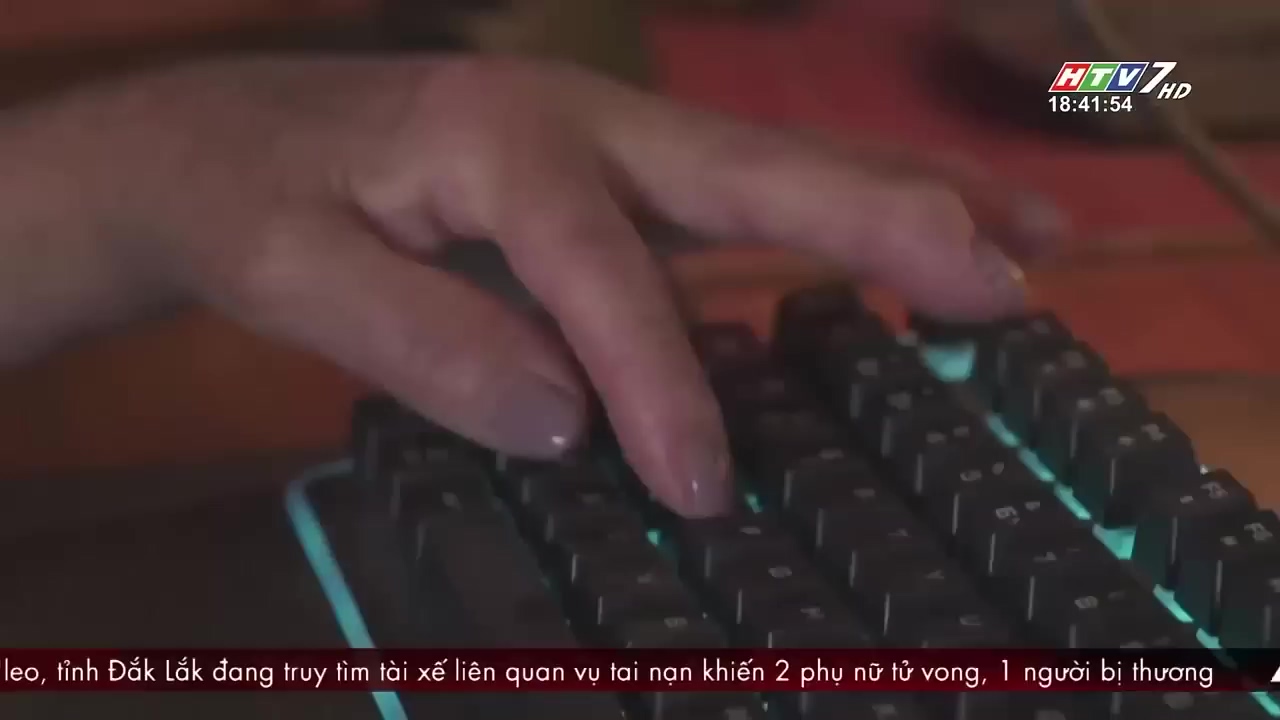 HTV7 HD
18:41:54
'leo, tỉnh Đắk Lắk đang truy tìm tài xế liên quan vụ tai nạn khiến 2 phụ nữ tử vong, 1 người bị thương